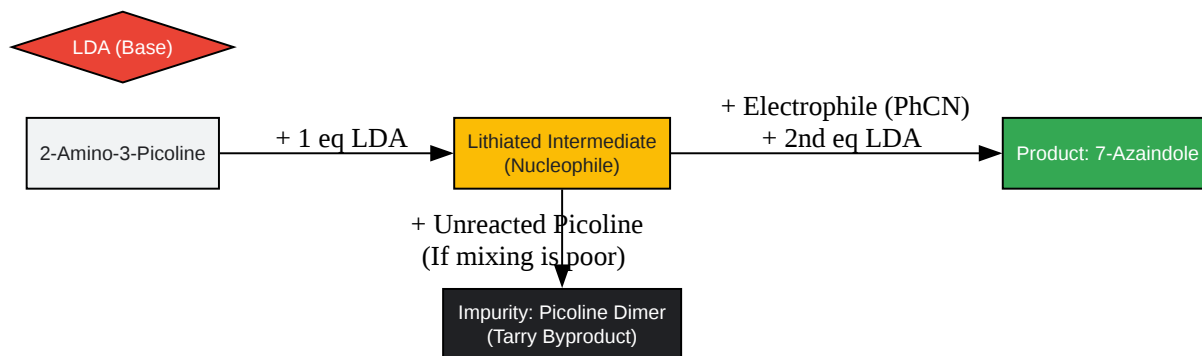 LDA (Base)
2-Amino-3-Picoline
+ 1 eq LDA
Lithiated Intermediate
(Nucleophile)
+ Electrophile (PhCN)
+ 2nd eq LDA
Product: 7-Azaindole
+ Unreacted Picoline
(If mixing is poor)
Impurity: Picoline Dimer
(Tarry Byproduct)